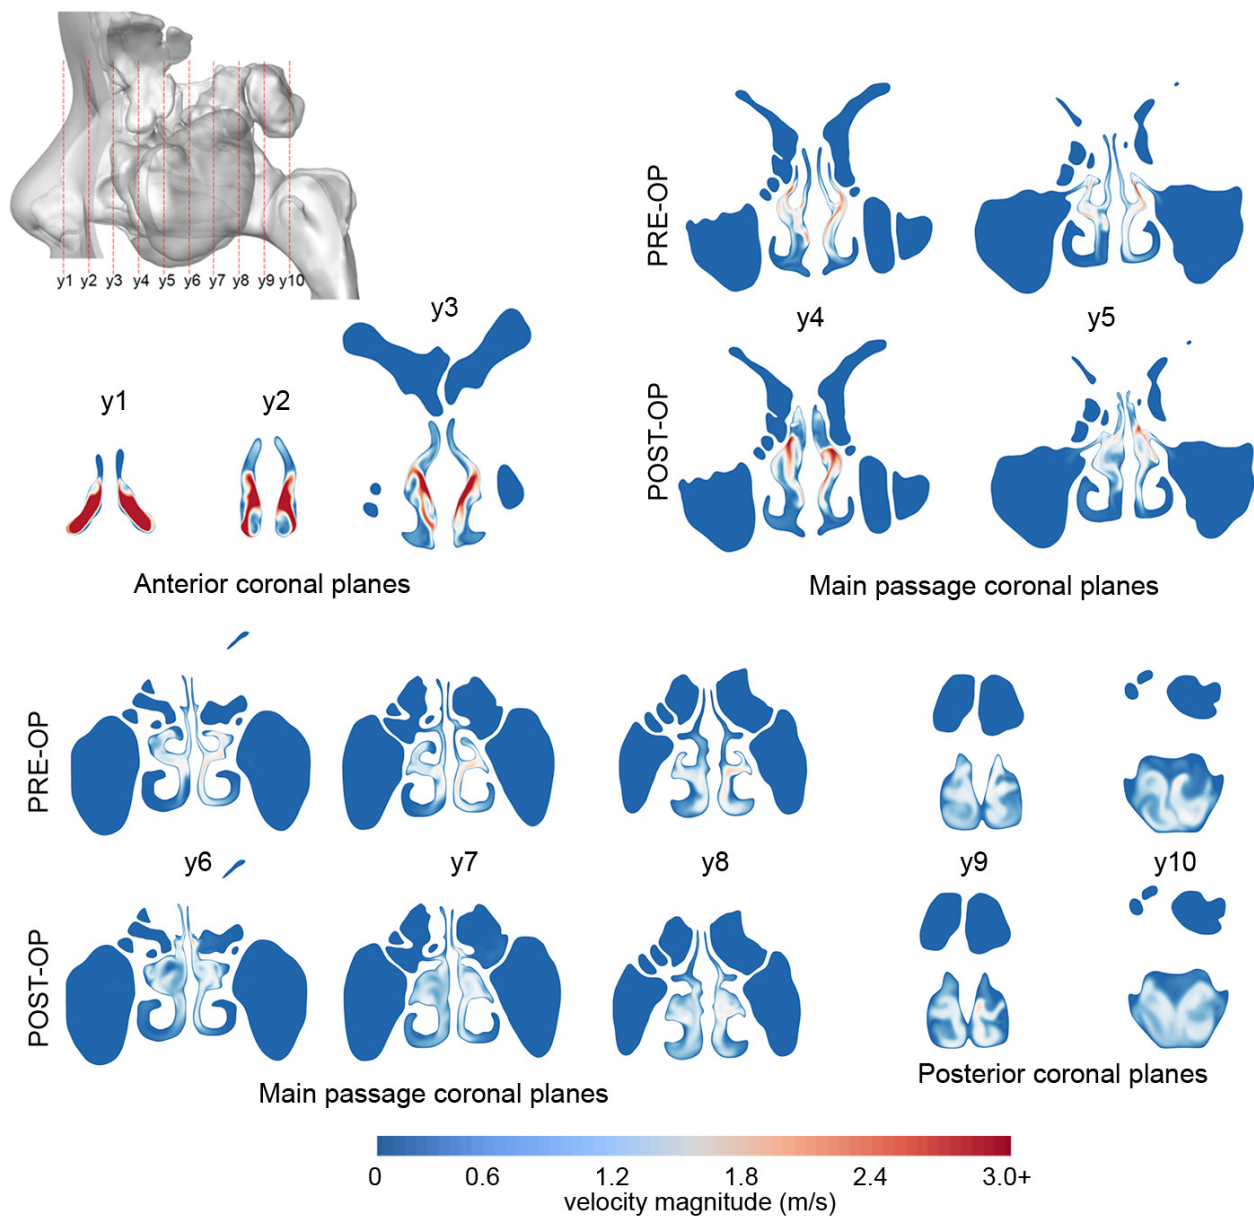 y1 y2 y3 y4 y5 y6 y7 y8 y9 y10
y1
y2
y3
Anterior coronal planes
PRE-OP
y4
y5
POST-OP
Main passage coronal planes
PRE-OP
y6
y7
y8
y9
y10
POST-OP
Main passage coronal planes
Posterior coronal planes
0 0.6 1.2 1.8 2.4 3.0+
velocity magnitude (m/s)